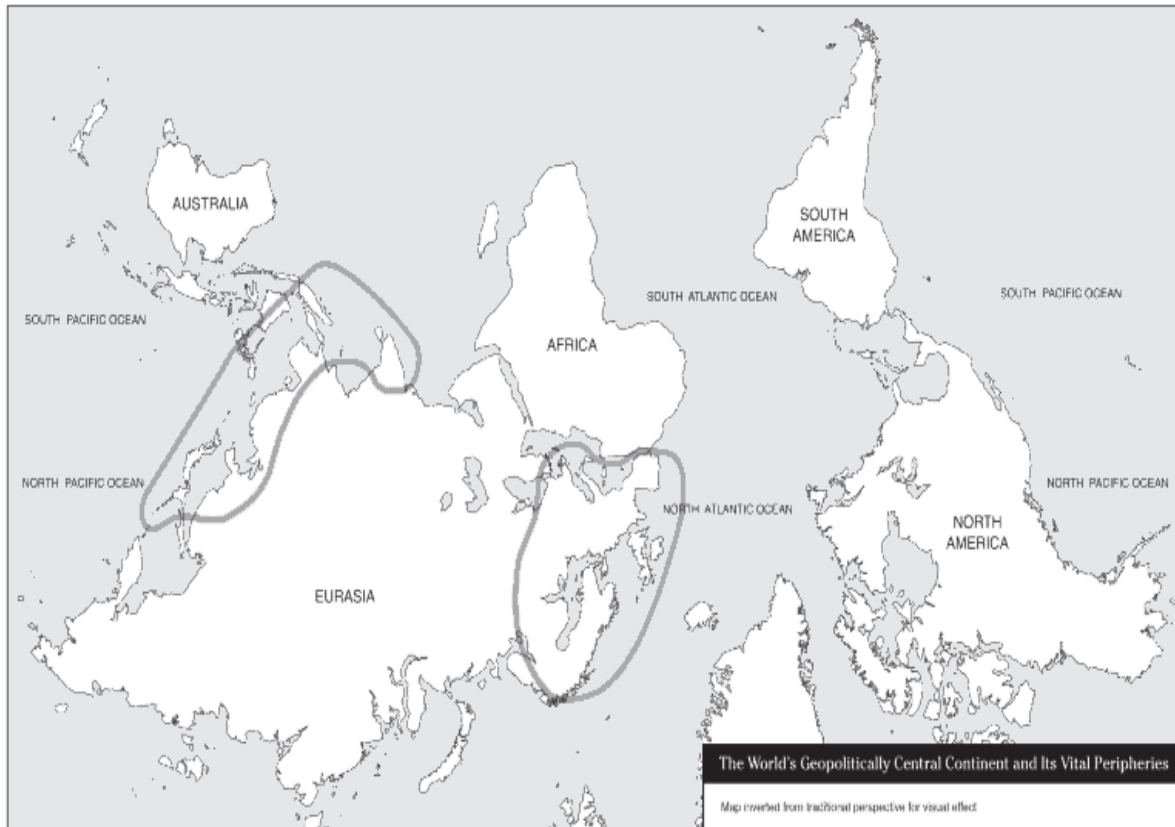 AUSTRALIA
SOUTH
AMERICA
SOUTH ATLANTIC OCEAN
SOUTH PACIFIC OCEAN
SOUTH PACIFIC OCEAN
AFRICA
NORTH PACIFIC OCEAN
NORTH PACIFIC OCEAN
NORTH ATLANTIC OCEAN
NORTH
AMERICA
EURASIA
The World's Geopolitically Central Continent and Its Vital Peripheries
Map inverted from traditional perspective for visual effect